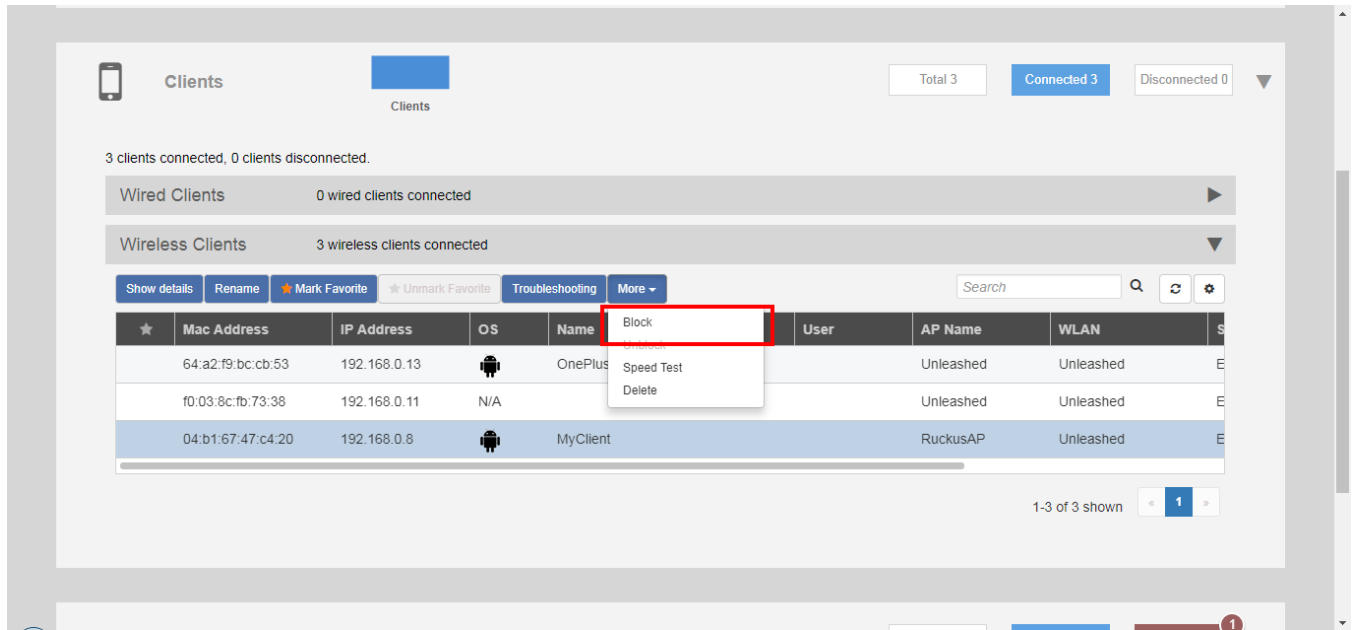 Clients
Clients
Total 3
Connected 3
Disconnected 0
3 clients connected, 0 clients disconnected.
Wired Clients 0 wired clients connected
Wireless Clients 3 wireless clients connected
Show details Rename Mark Favorite Unmark Favorite Troubleshooting More Search
Mac Address IP Address OS Name User AP Name WLAN S
Block
Unblock
Speed Test
Delete
64:a2:f9:bc:cb:53 192.168.0.13 OnePlus Unleashed Unleashed E
f0:03:8c:fb:73:38 192.168.0.11 N/A Unleashed Unleashed E
04:b1:67:47:c4:20 192.168.0.8 MyClient RuckusAP Unleashed E
1-3 of 3 shown « 1 »
1